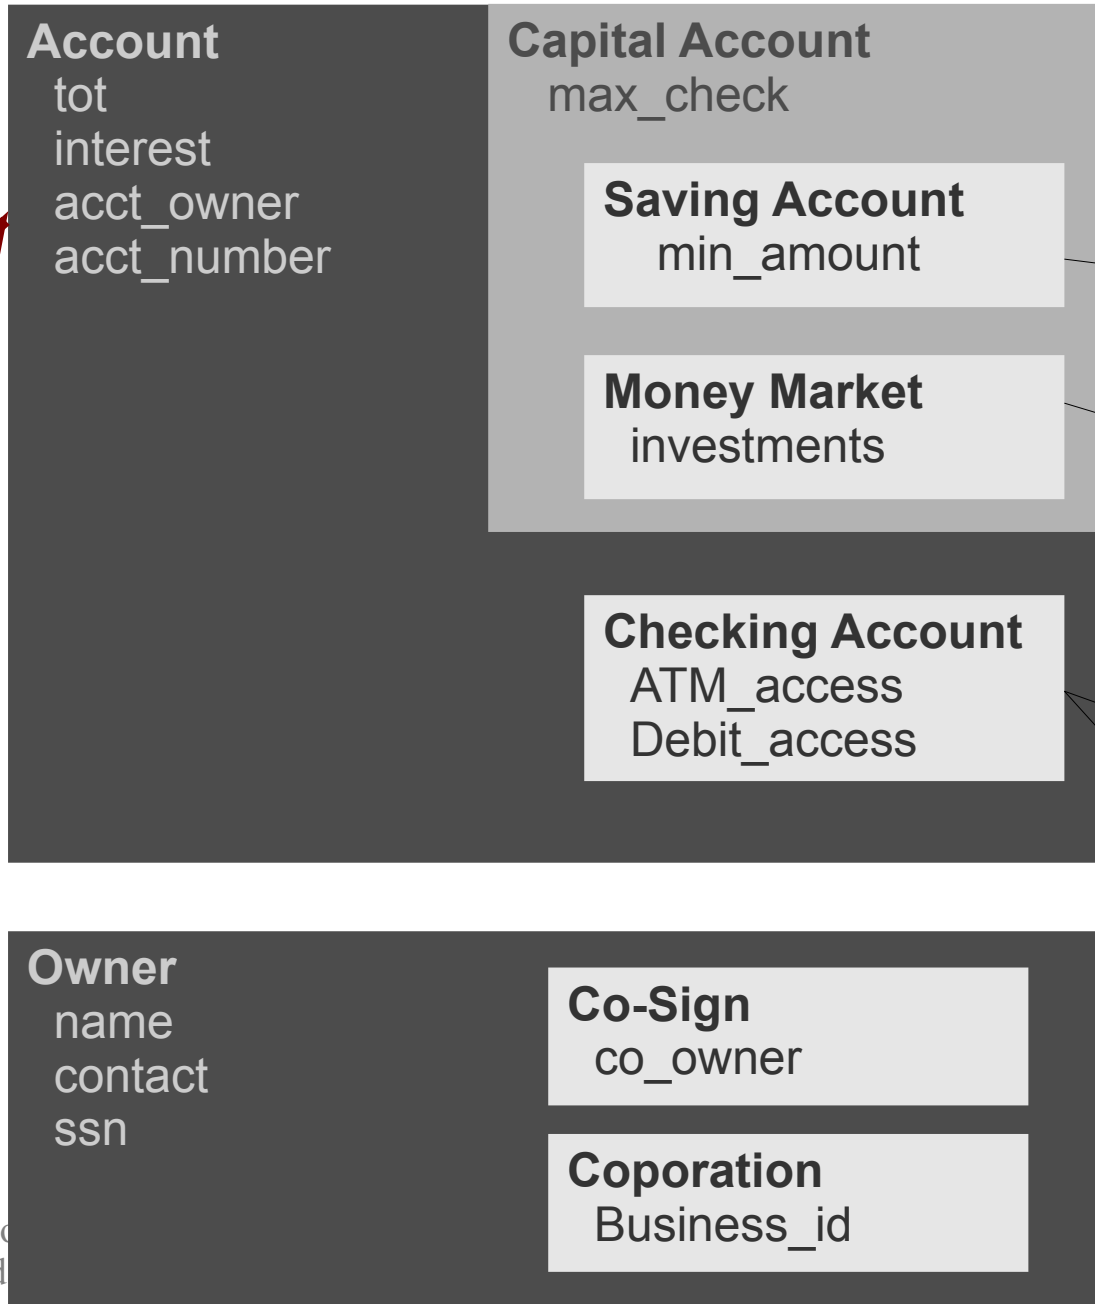 Account
tot
interest
acct_owner
acct_number
Capital Account
max_check
Saving Account
min_amount
Money Market
investments
Checking Account
ATM_access
Debit_access
Owner
name
contact
ssn
Co-Sign
co_owner
Coporation
Business_id